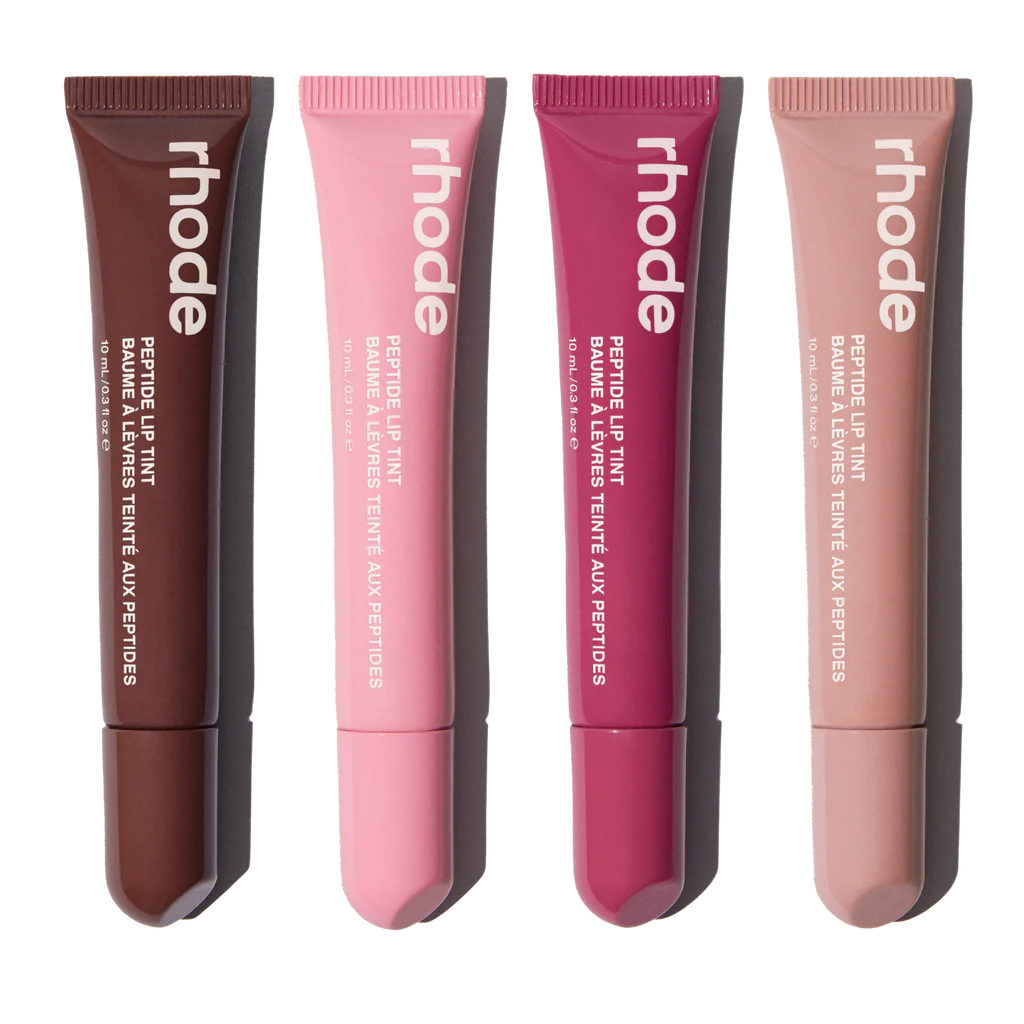 rhode
PEPTIDE LIP TINT
BAUME À LÈVRES TEINTÉ AUX PEPTIDES
10 mL / 0.3 fl oz ℮
rhode
PEPTIDE LIP TINT
BAUME À LÈVRES TEINTÉ AUX PEPTIDES
10 mL / 0.3 fl oz ℮
rhode
PEPTIDE LIP TINT
BAUME À LÈVRES TEINTÉ AUX PEPTIDES
10 mL / 0.3 fl oz ℮
rhode
PEPTIDE LIP TINT
BAUME À LÈVRES TEINTÉ AUX PEPTIDES
10 mL / 0.3 fl oz ℮